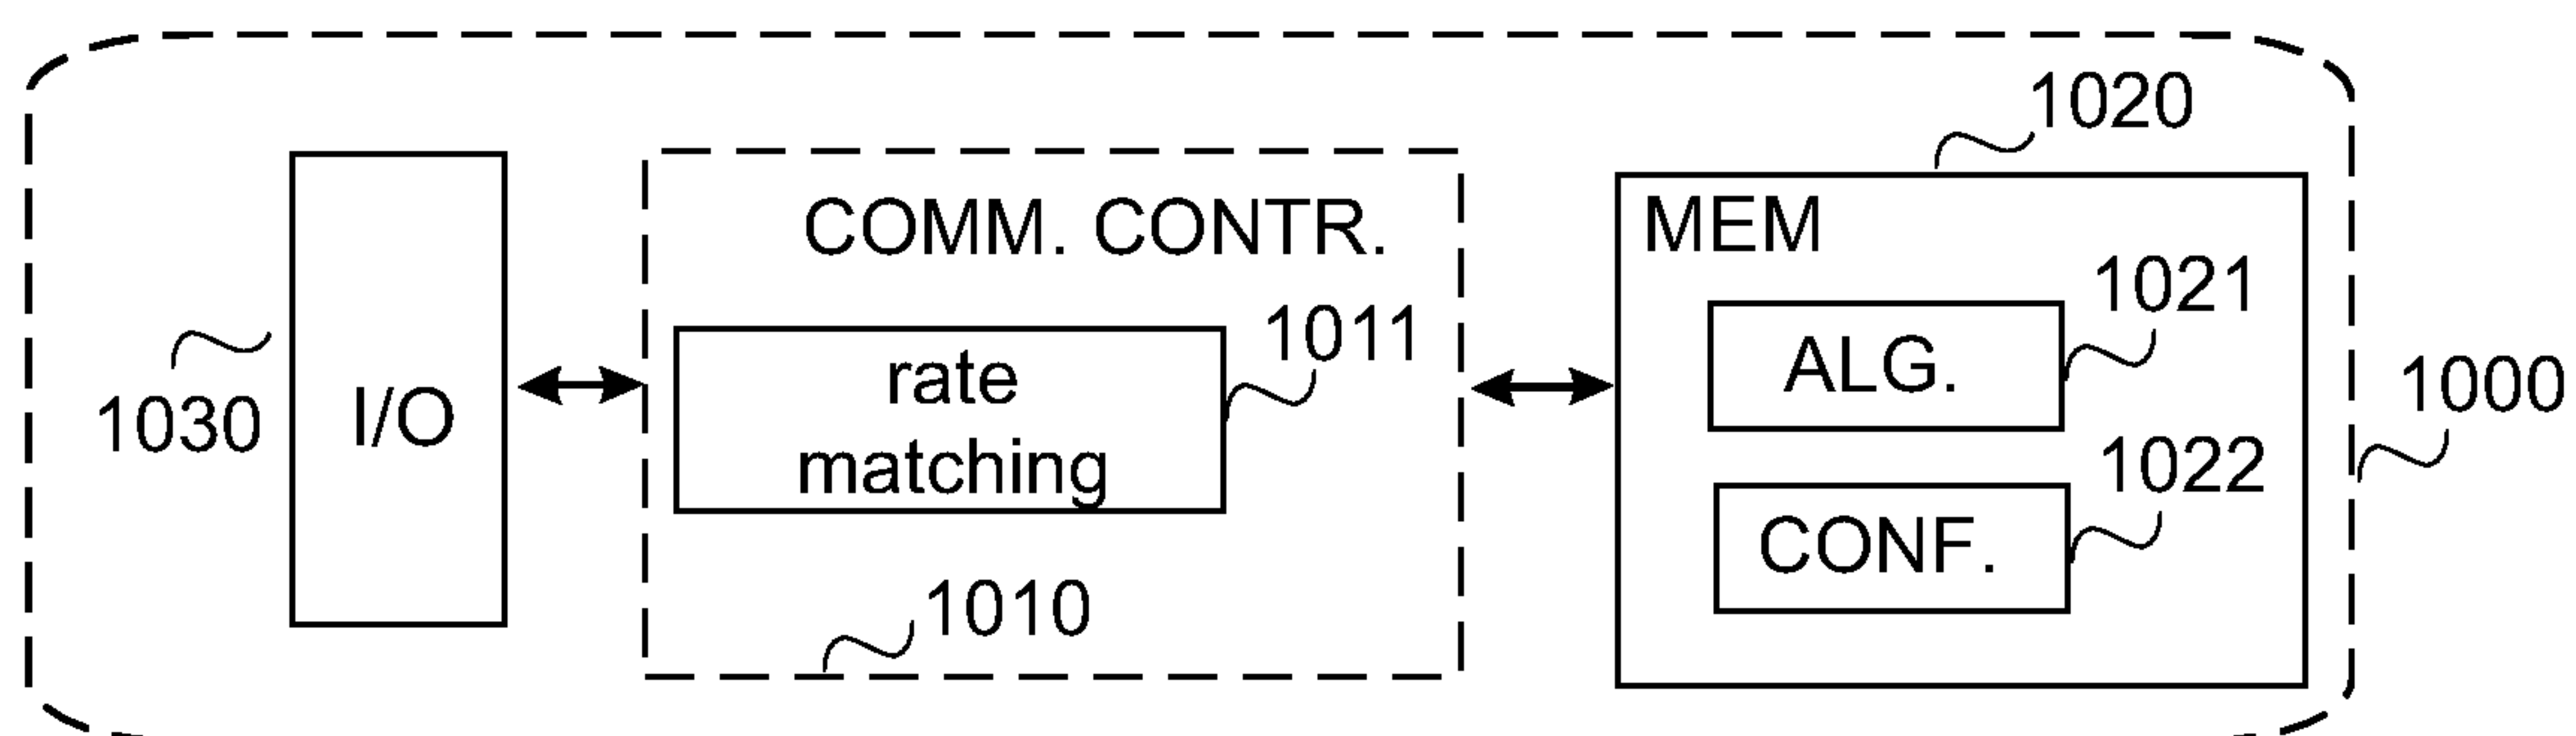 1020
COMM. CONTR.
MEM
1021
1011
rate
matching
ALG.
1000
1030
I/O
1022
CONF.
1010